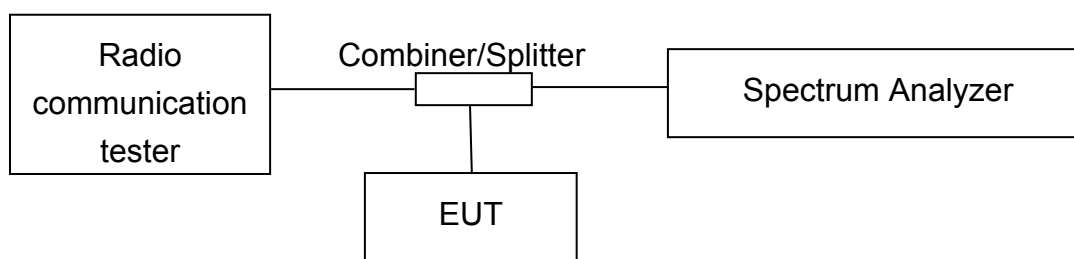 Radio
communication
tester
Combiner/Splitter
Spectrum Analyzer
EUT